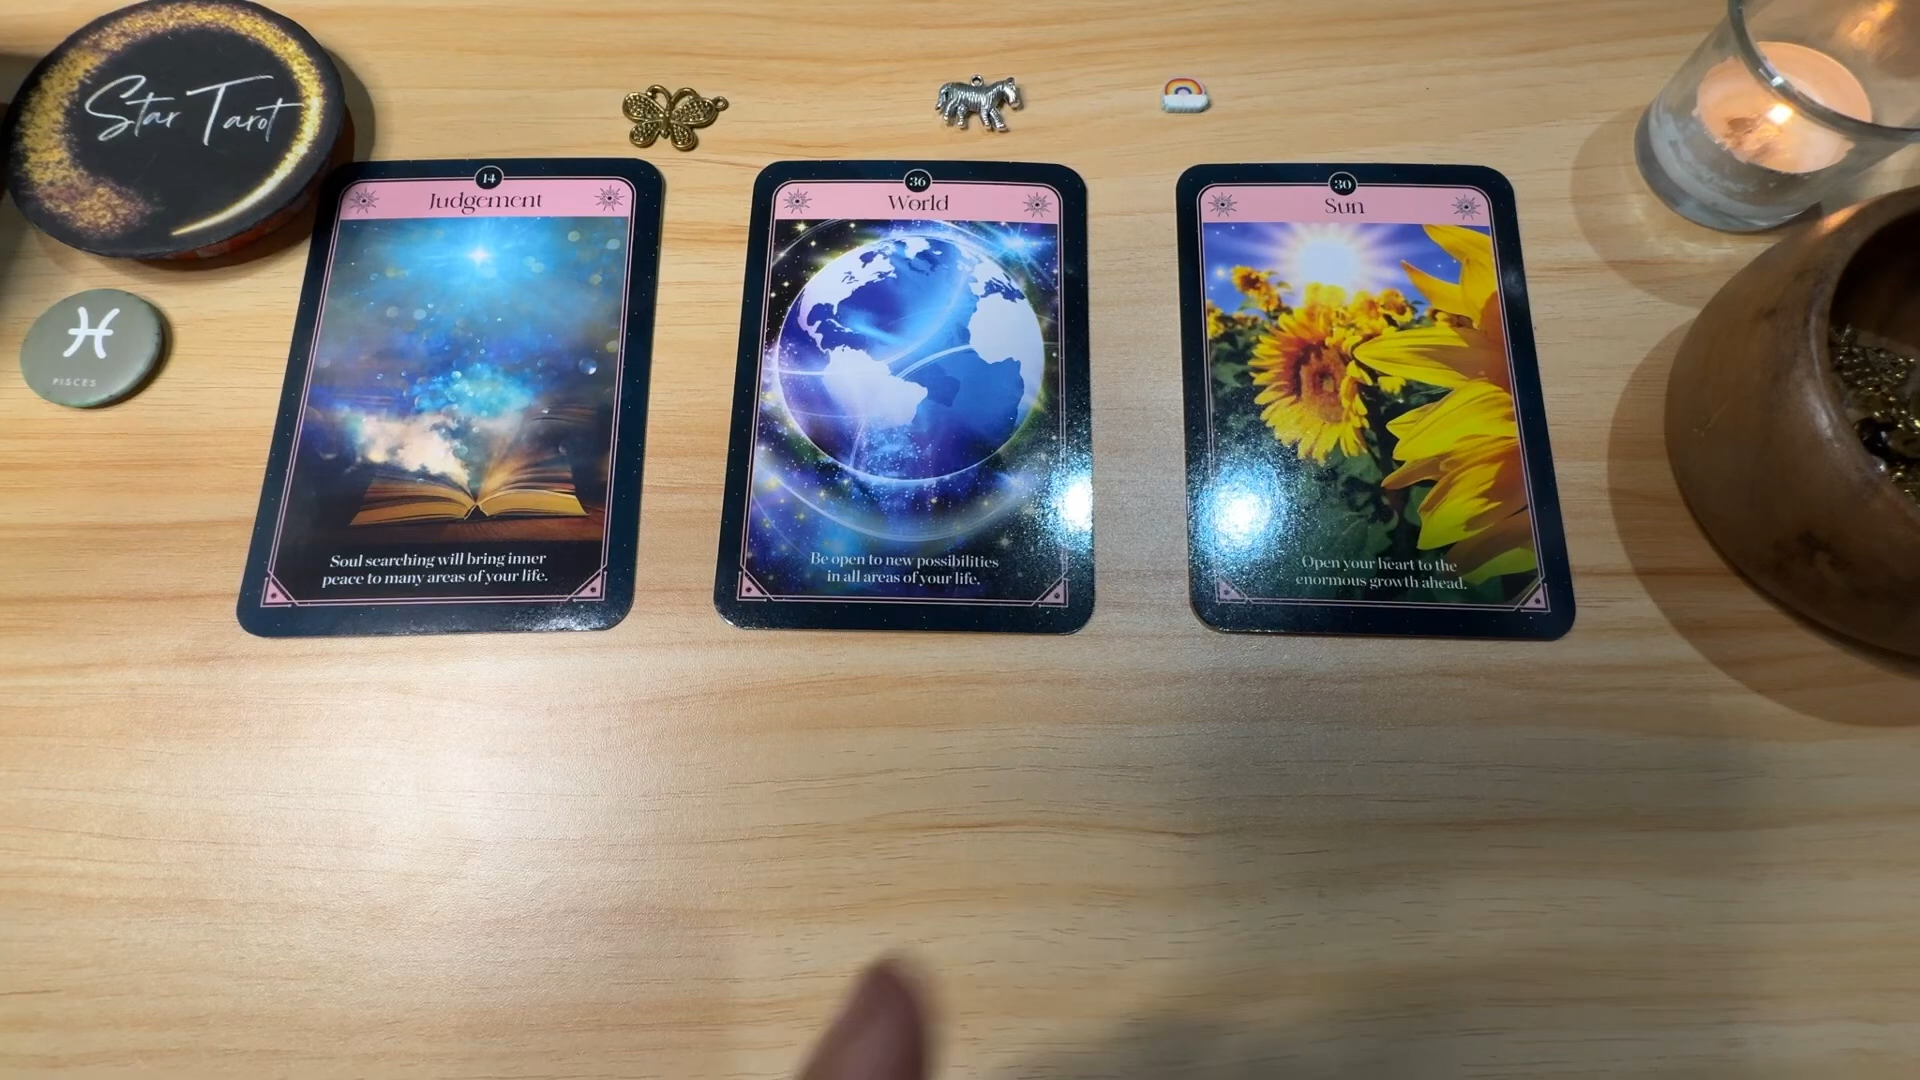 Star Tarot
PISCES
14
Judgement
Soul searching will bring inner
peace to many areas of your life.
36
World
Be open to new possibilities
in all areas of your life.
30
Sun
Open your heart to the
enormous growth ahead.